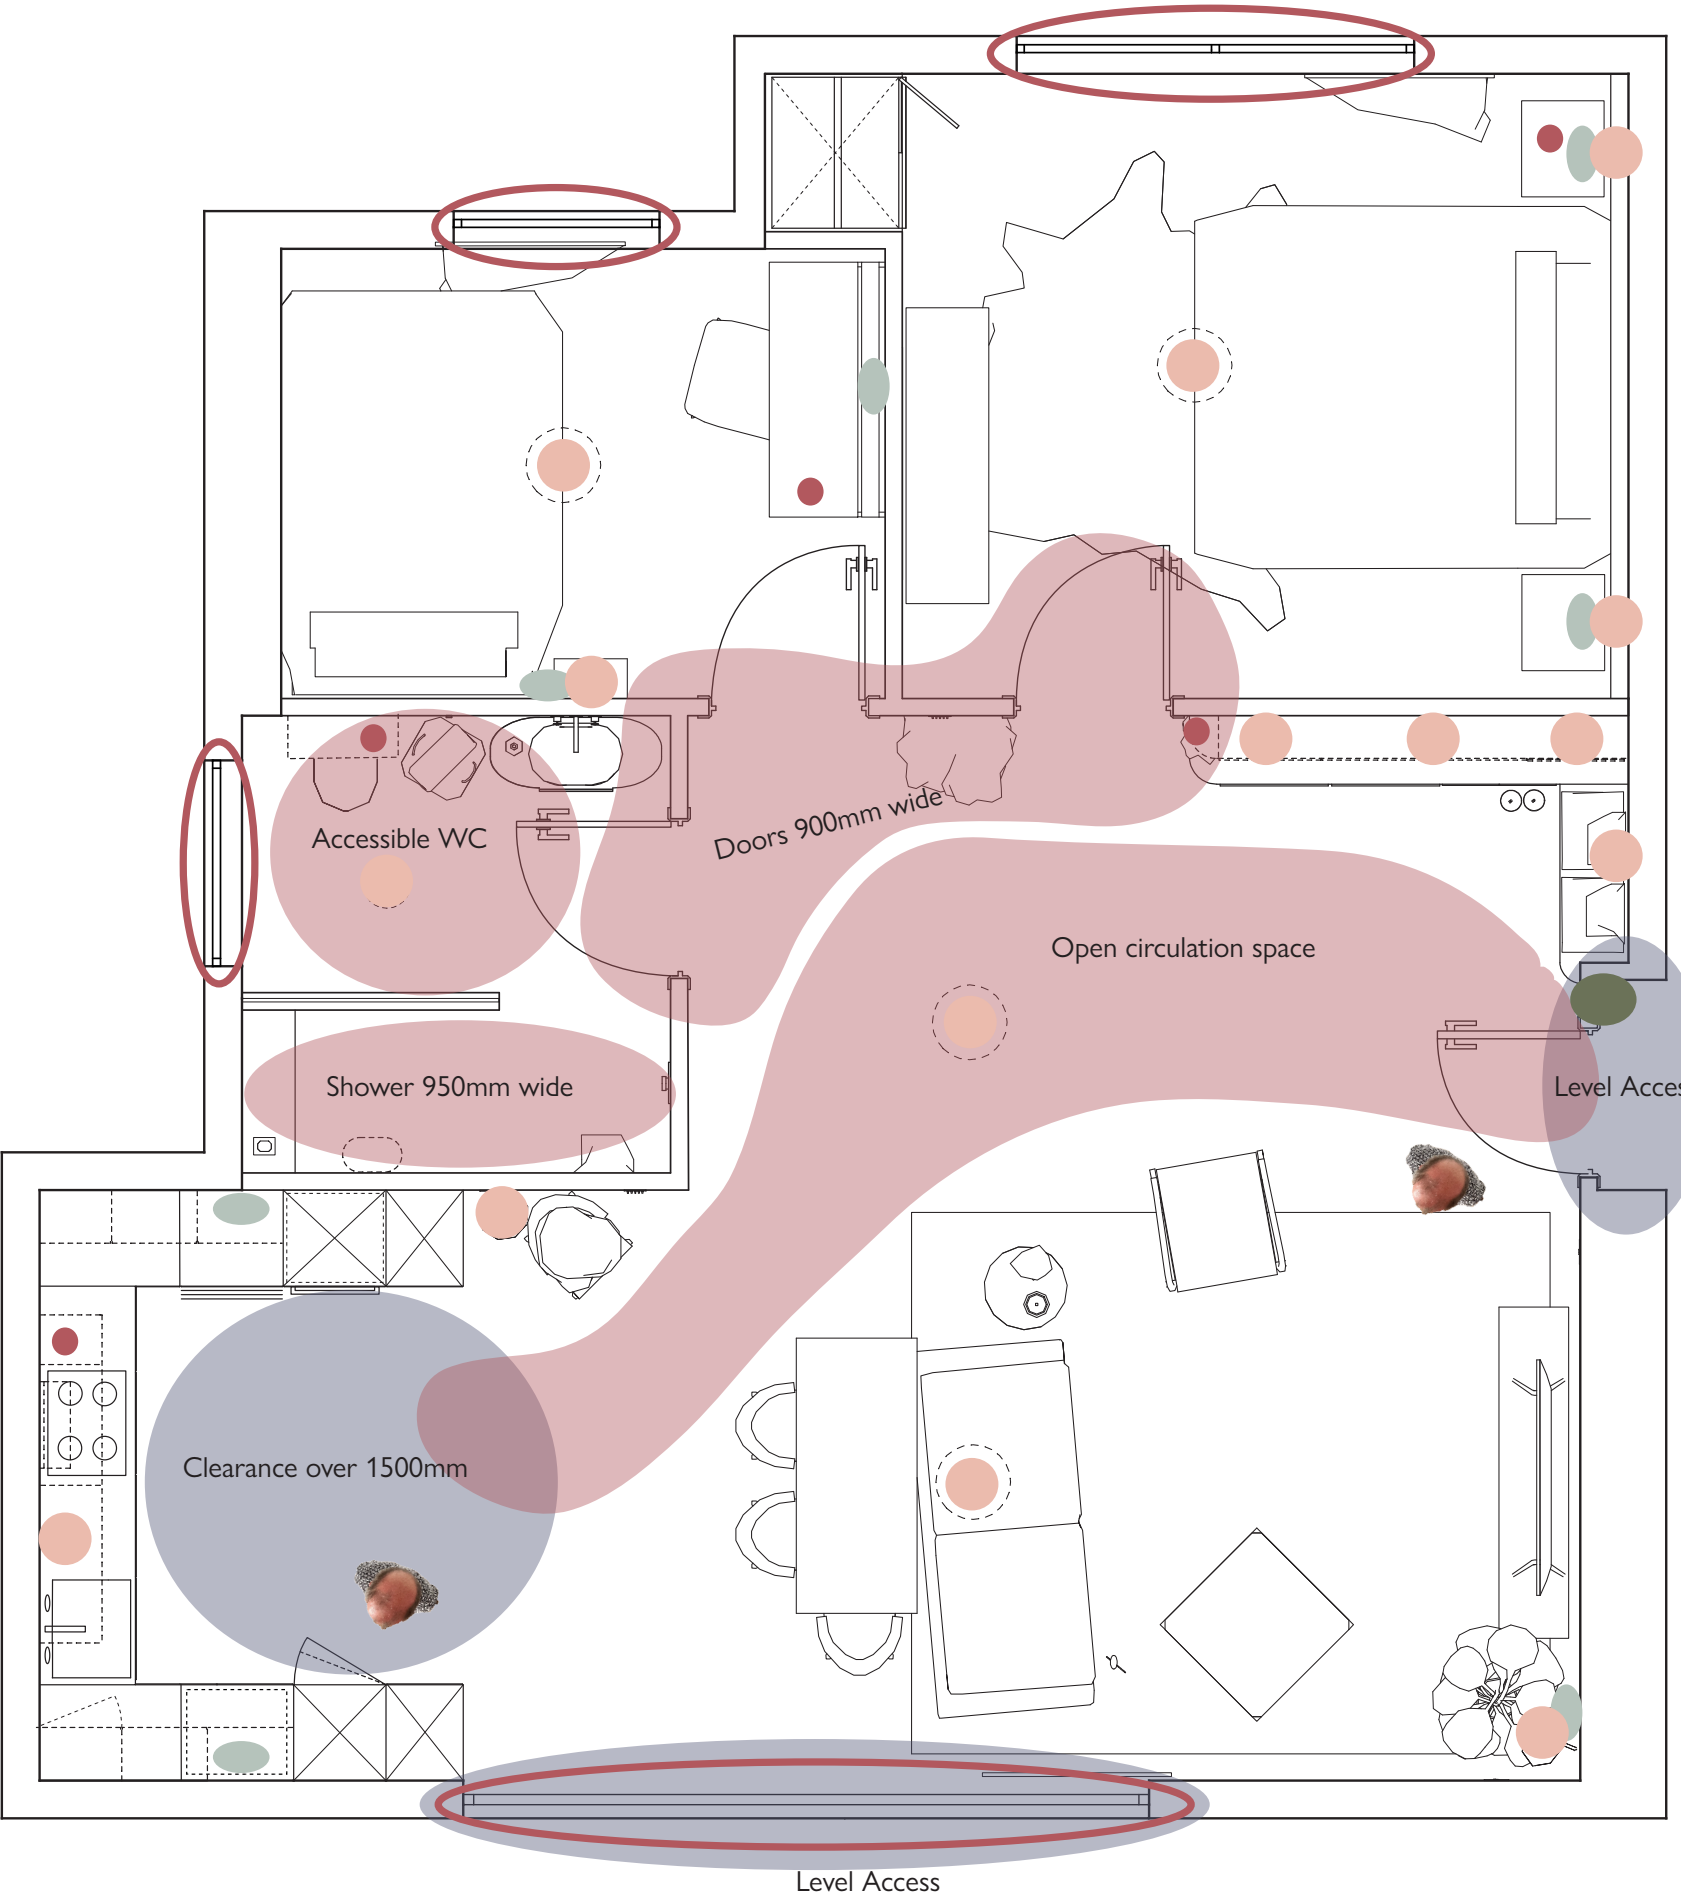 Doors 900mm wide
Accessible WC
Open circulation space
Shower 950mm wide
Level Acces
Clearance over 1500mm
Level Access